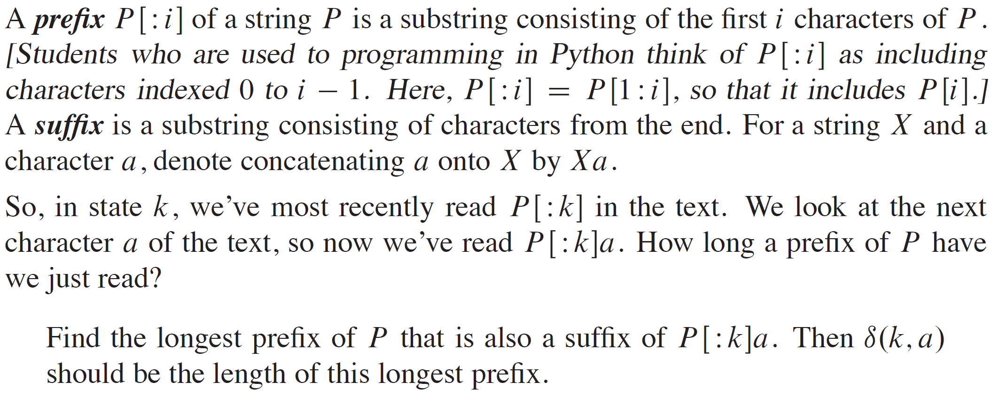 A prefix P[:i] of a string P is a substring consisting of the first i characters of P.
[Students who are used to programming in Python think of P[:i] as including
characters indexed 0 to i − 1. Here, P[:i] = P[1:i], so that it includes P[i].]
A suffix is a substring consisting of characters from the end. For a string X and a
character a, denote concatenating a onto X by Xa.
So, in state k, we’ve most recently read P[:k] in the text. We look at the next
character a of the text, so now we’ve read P[:k]a. How long a prefix of P have
we just read?
Find the longest prefix of P that is also a suffix of P[:k]a. Then δ(k, a)
should be the length of this longest prefix.